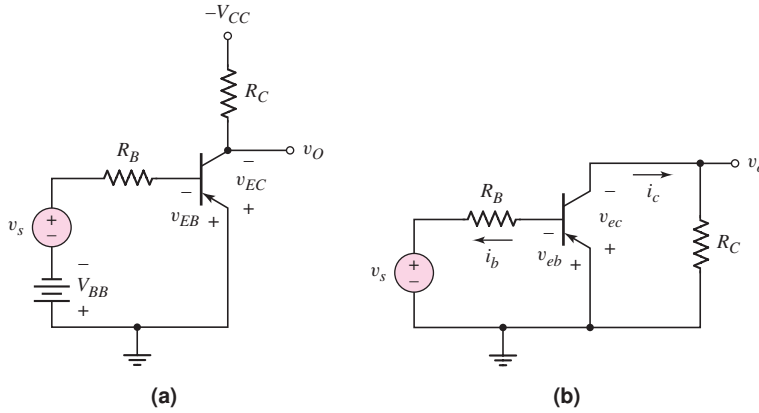 −V_CC
R_C
v_O
R_B
−
−
v_EC
+
v_EB
+
v_s
+
−
−
V_BB
+
(a)
v_o
i_c
R_B
−
−
v_ec
+
i_b
v_eb
+
v_s
+
−
R_C
(b)